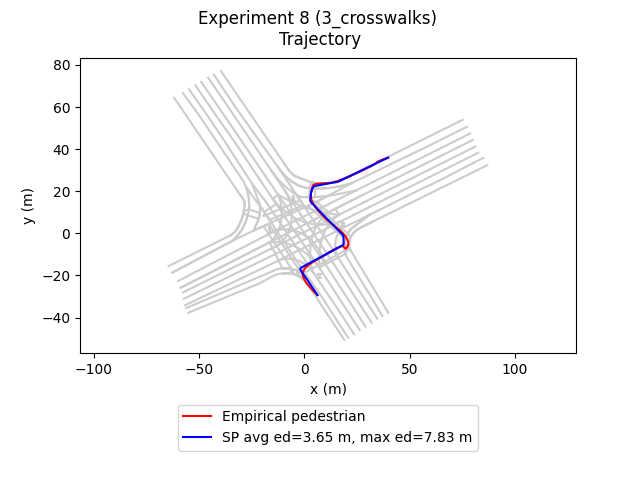 Experiment 8 (3_crosswalks)
Trajectory
80
60
40
20
0
−20
−40
y (m)
−100
−50
0
50
100
x (m)
Empirical pedestrian
SP avg ed=3.65 m, max ed=7.83 m